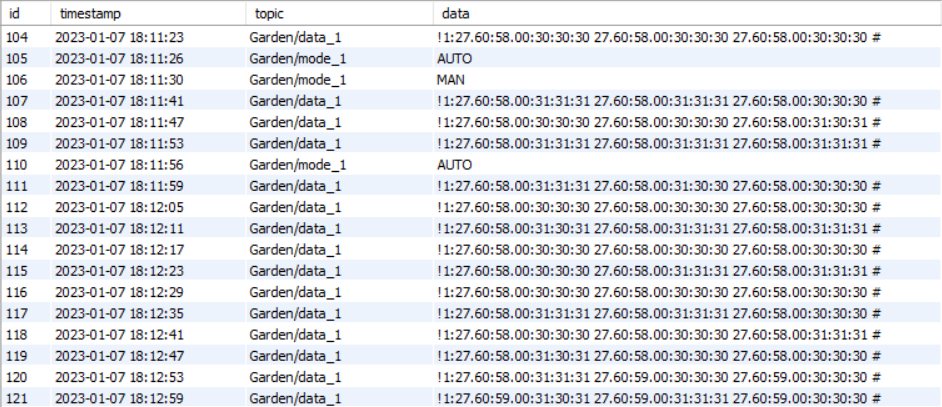 id timestamp topic data
104 2023-01-07 18:11:23 Garden/data_1 !1:27.60:58.00:30:30:30 27.60:58.00:30:30:30 27.60:58.00:30:30:30 #
105 2023-01-07 18:11:26 Garden/mode_1 AUTO
106 2023-01-07 18:11:30 Garden/mode_1 MAN
107 2023-01-07 18:11:41 Garden/data_1 !1:27.60:58.00:31:31:31 27.60:58.00:31:31:31 27.60:58.00:30:30:30 #
108 2023-01-07 18:11:47 Garden/data_1 !1:27.60:58.00:30:30:30 27.60:58.00:30:30:30 27.60:58.00:31:30:31 #
109 2023-01-07 18:11:53 Garden/data_1 !1:27.60:58.00:31:31:31 27.60:58.00:31:31:31 27.60:58.00:31:31:31 #
110 2023-01-07 18:11:56 Garden/mode_1 AUTO
111 2023-01-07 18:11:59 Garden/data_1 !1:27.60:58.00:31:31:31 27.60:58.00:31:30:30 27.60:58.00:30:30:30 #
112 2023-01-07 18:12:05 Garden/data_1 !1:27.60:58.00:30:30:31 27.60:58.00:30:30:30 27.60:58.00:30:30:30 #
113 2023-01-07 18:12:11 Garden/data_1 !1:27.60:58.00:31:30:31 27.60:58.00:31:30:31 27.60:58.00:31:31:31 #
114 2023-01-07 18:12:17 Garden/data_1 !1:27.60:58.00:30:30:31 27.60:58.00:30:30:30 27.60:58.00:30:30:30 #
115 2023-01-07 18:12:23 Garden/data_1 !1:27.60:58.00:30:30:30 27.60:58.00:31:31:31 27.60:58.00:31:31:31 #
116 2023-01-07 18:12:29 Garden/data_1 !1:27.60:58.00:30:30:30 27.60:58.00:30:30:30 27.60:58.00:30:30:30 #
117 2023-01-07 18:12:35 Garden/data_1 !1:27.60:58.00:31:31:31 27.60:58.00:31:31:31 27.60:58.00:30:30:30 #
118 2023-01-07 18:12:41 Garden/data_1 !1:27.60:58.00:30:30:30 27.60:58.00:30:30:30 27.60:58.00:31:31:31 #
119 2023-01-07 18:12:47 Garden/data_1 !1:27.60:58.00:31:30:31 27.60:58.00:30:30:30 27.60:58.00:30:30:30 #
120 2023-01-07 18:12:53 Garden/data_1 !1:27.60:58.00:31:31:31 27.60:59.00:30:30:30 27.60:59.00:30:30:30 #
121 2023-01-07 18:12:59 Garden/data_1 !1:27.60:59.00:31:30:31 27.60:59.00:31:31:31 27.60:59.00:30:30:30 #